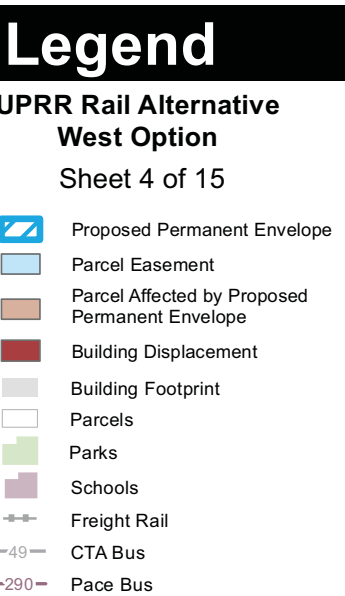 Legend
UPRR Rail Alternative
West Option
Sheet 4 of 15
Proposed Permanent Envelope
Parcel Easement
Parcel Affected by Proposed
Permanent Envelope
Building Displacement
Building Footprint
Parcels
Parks
Schools
Freight Rail
49 CTA Bus
290 Pace Bus